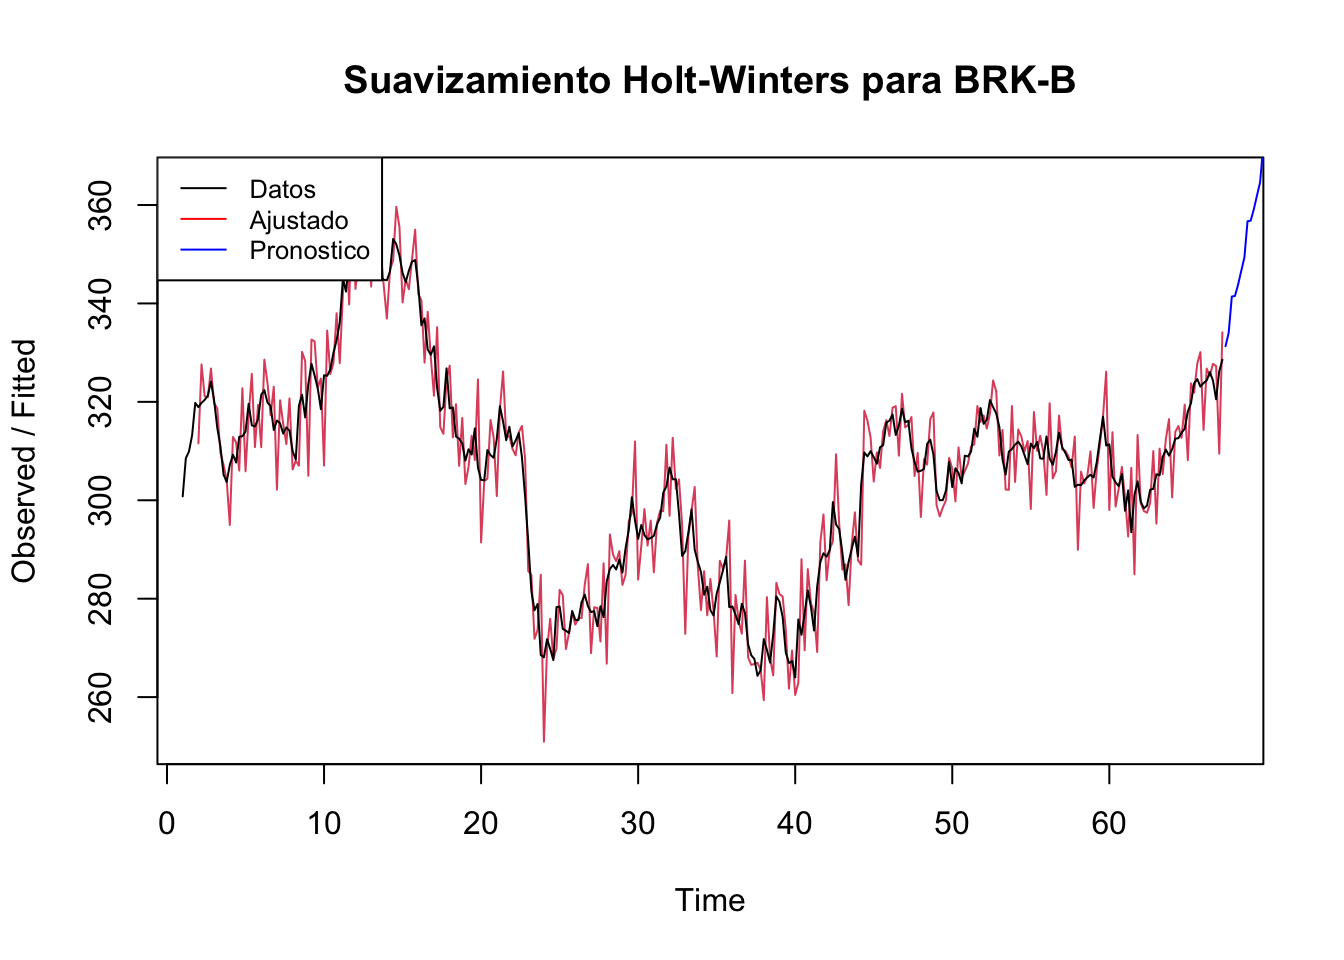 Suavizamiento Holt-Winters para BRK-B
Datos
Ajustado
Pronostico
Observed / Fitted
360
340
320
300
280
260
0 10 20 30 40 50 60
Time